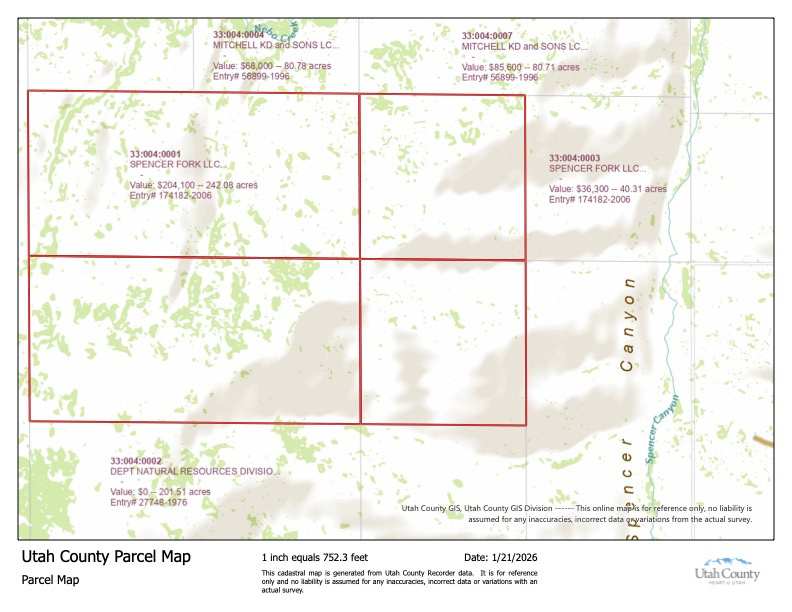 Nebo Creek
33:004:0004
MITCHELL KD and SONS LC...
-
Value: $68,000 -- 80.78 acres
Entry# 56899-1996
33:004:0007
MITCHELL KD and SONS LC...
-
Value: $85,600 -- 80.71 acres
Entry# 56899-1996
33:004:0001
SPENCER FORK LLC...
-
Value: $204,100 -- 242.08 acres
Entry# 174182-2006
33:004:0003
SPENCER FORK LLC...
-
Value: $36,300 -- 40.31 acres
Entry# 174182-2006
Spencer Canyon
Spencer Canyon
33:004:0002
DEPT NATURAL RESOURCES DIVISIO...
-
Value: $0 -- 201.51 acres
Entry# 27748-1976
Utah County GIS, Utah County GIS Division ------ This online map is for reference only, no liability is
assumed for any inaccuracies, incorrect data or variations from the actual survey.
Utah County Parcel Map
Parcel Map
1 inch equals 752.3 feet
Date: 1/21/2026
This cadastral map is generated from Utah County Recorder data. It is for reference
only and no liability is assumed for any inaccuracies, incorrect data or variations with an
actual survey.
Utah County
HEART of UTAH